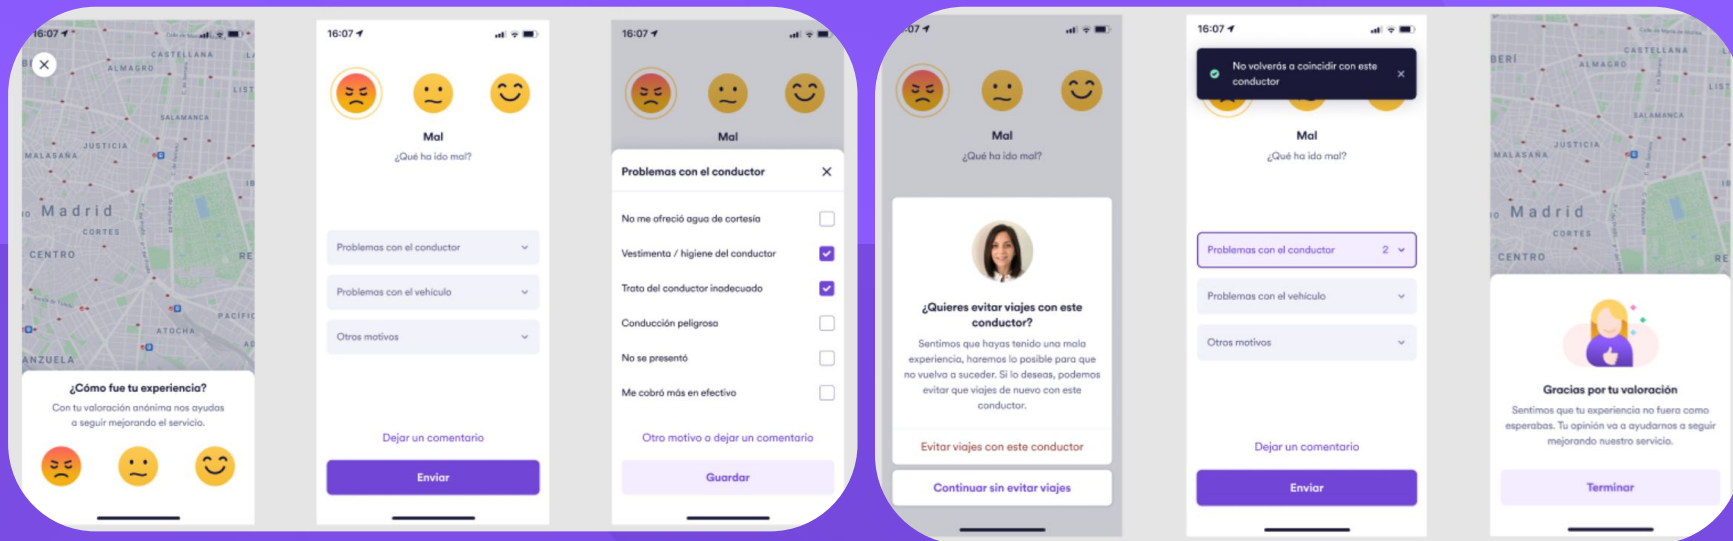 16:07
CASTELLANA
ALMAGRO
LIST
SALAMANCA
JUSTICIA
MALASAÑA
Madrid
CORTES
CENTRO
RE
PACÍFIC
ATOCHA
ANZUELA
¿Cómo fue tu experiencia?
Con tu valoración anónima nos ayudas
a seguir mejorando el servicio.
16:07
Mal
¿Qué ha ido mal?
Problemas con el conductor
Problemas con el vehículo
Otros motivos
Dejar un comentario
Enviar
16:07
Mal
Problemas con el conductor
No me ofreció agua de cortesía
Vestimenta / higiene del conductor
Trato del conductor inadecuado
Conducción peligrosa
No se presentó
Me cobró más en efectivo
Otro motivo o dejar un comentario
Guardar
:07
Mal
¿Qué ha ido mal?
¿Quieres evitar viajes con este
conductor?
Sentimos que hayas tenido una mala
experiencia, haremos lo posible para que
no vuelva a suceder. Si lo deseas, podemos
evitar que viajes de nuevo con este
conductor.
Evitar viajes con este conductor
Continuar sin evitar viajes
16:07
No volverás a coincidir con este
conductor
Mal
¿Qué ha ido mal?
Problemas con el conductor 2
Problemas con el vehículo
Otros motivos
Dejar un comentario
Enviar
CASTELLANA
BERÍ
ALMAGRO
LIST
SALAMANCA
JUSTICIA
MALASAÑA
Madrid
CORTES
CENTRO
RE
Gracias por tu valoración
Sentimos que tu experiencia no fuera como
esperabas. Tu opinión va a ayudarnos a seguir
mejorando nuestro servicio.
Terminar